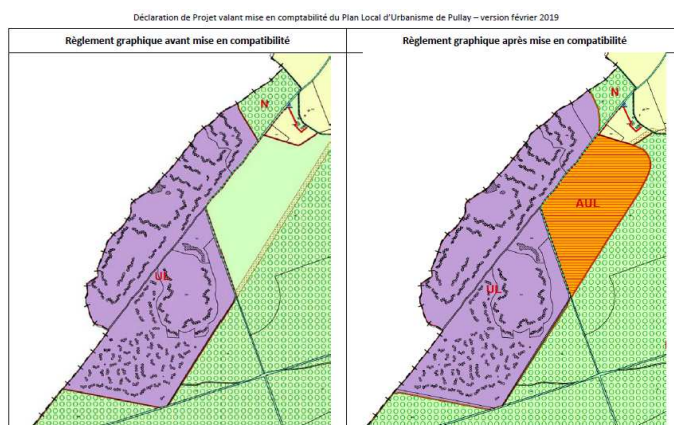 Déclaration de Projet valant mise en comptabilité du Plan Local d'Urbanisme de Pullay – version février 2019
Règlement graphique avant mise en compatibilité
Règlement graphique après mise en compatibilité
N
UL
N
AUL
UL